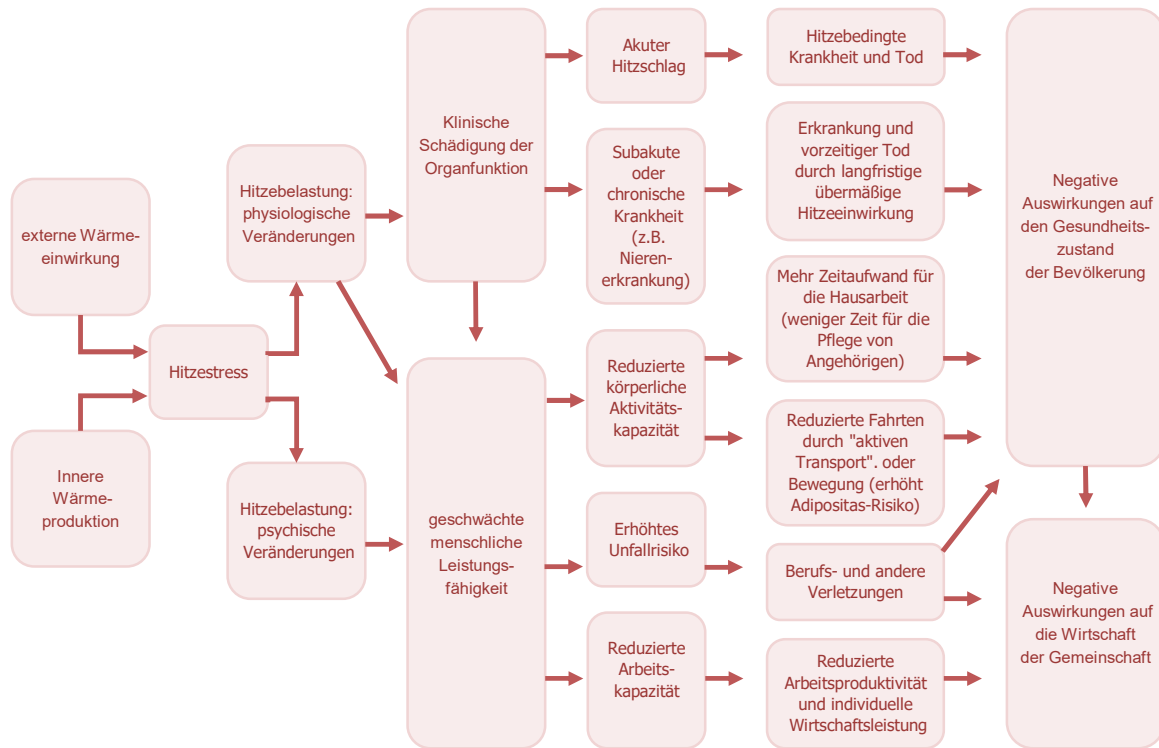 externe Wärme-
einwirkung
Innere
Wärme-
produktion
Hitzestress
Hitzebelastung:
physiologische
Veränderungen
Hitzebelastung:
psychische
Veränderungen
Klinische
Schädigung der
Organfunktion
geschwächte
menschliche
Leistungs-
fähigkeit
Akuter
Hitzschlag
Subakute
oder
chronische
Krankheit
(z.B.
Nieren-
erkrankung)
Reduzierte
körperliche
Aktivitäts-
kapazität
Erhöhtes
Unfallrisiko
Reduzierte
Arbeits-
kapazität
Hitzebedingte
Krankheit und Tod
Erkrankung und
vorzeitiger Tod
durch langfristige
übermäßige
Hitzeeinwirkung
Mehr Zeitaufwand für
die Hausarbeit
(weniger Zeit für die
Pflege von
Angehörigen)
Reduzierte Fahrten
durch "aktiven
Transport". oder
Bewegung (erhöht
Adipositas-Risiko)
Berufs- und andere
Verletzungen
Reduzierte
Arbeitsproduktivität
und individuelle
Wirtschaftsleistung
Negative
Auswirkungen auf
den Gesundheits-
zustand
der Bevölkerung
Negative
Auswirkungen auf
die Wirtschaft
der Gemeinschaft